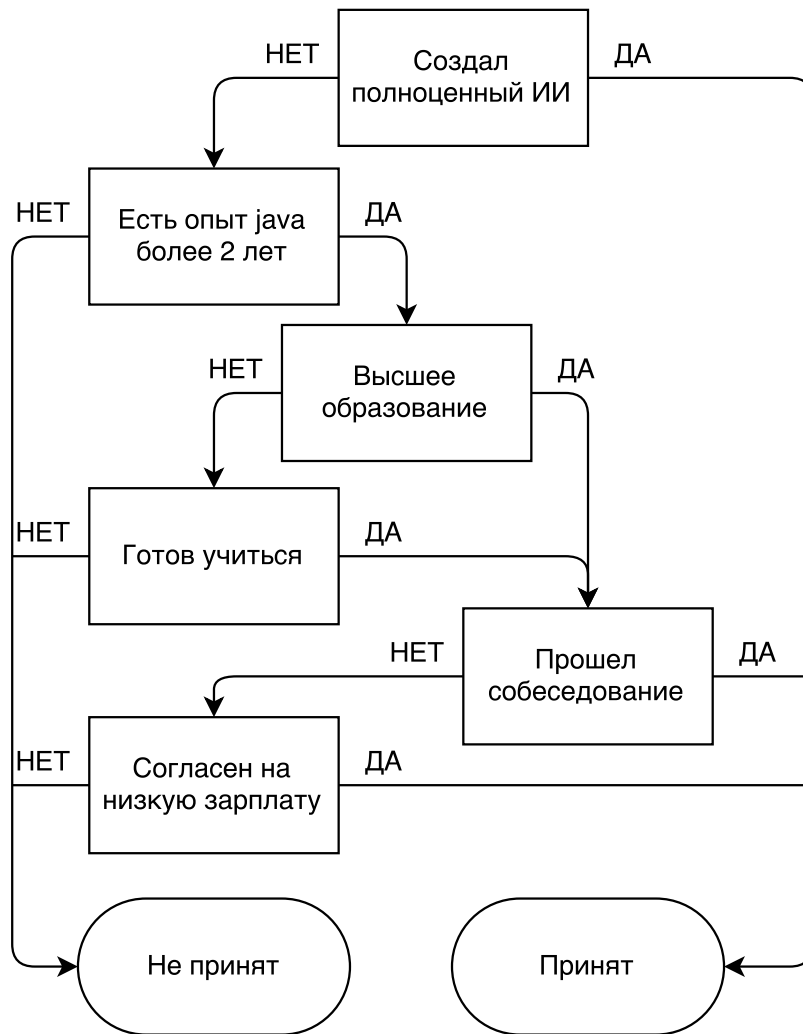 НЕТ
Создал
полноценный ИИ
ДА
НЕТ
Есть опыт java
более 2 лет
ДА
НЕТ
Высшее
образование
ДА
НЕТ
Готов учиться
ДА
НЕТ
Прошел
собеседование
ДА
НЕТ
Согласен на
низкую зарплату
ДА
Не принят
Принят